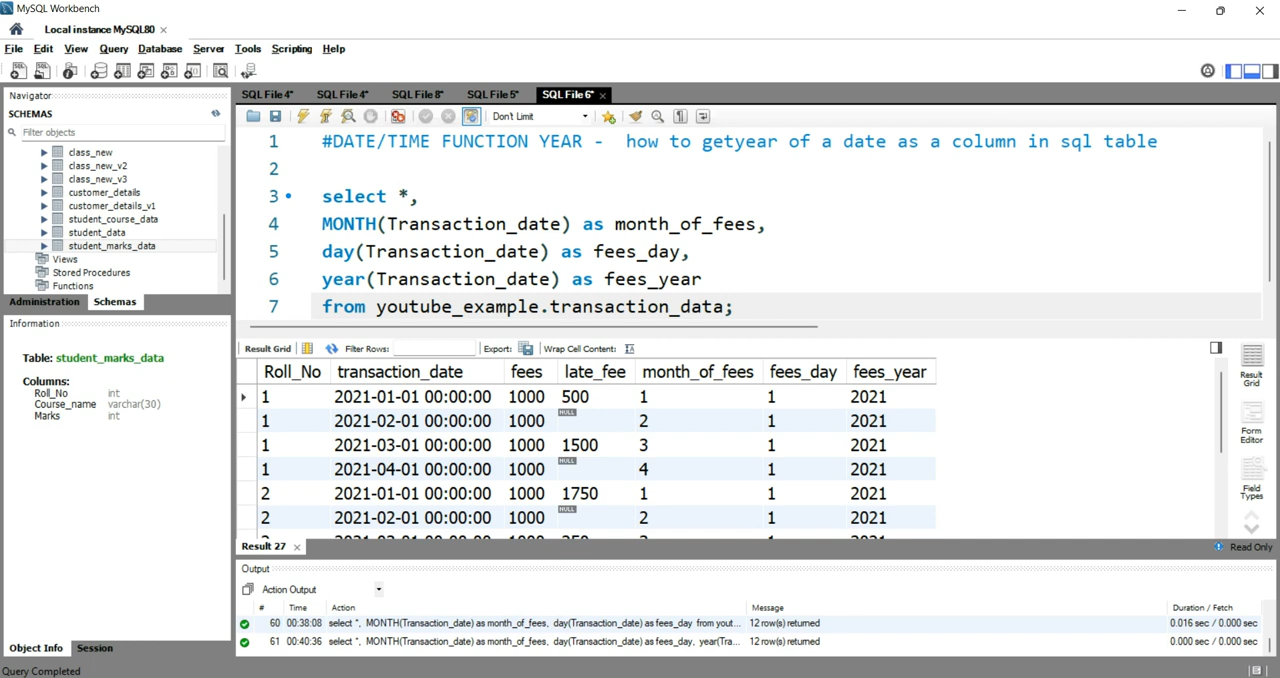 MySQL Workbench
Local instance MySQL80 ×
File Edit View Query Database Server Tools Scripting Help
Navigator
SCHEMAS
Filter objects
class_new
class_new_v2
class_new_v3
customer_details
customer_details_v1
student_course_data
student_data
student_marks_data
Views
Stored Procedures
Functions
Administration Schemas
Information
Table: student_marks_data
Columns:
Roll_No int
Course_name varchar(30)
Marks int
Object Info Session
Query Completed
SQL File 4* SQL File 4* SQL File 8* SQL File 5* SQL File 6* ×
Don't Limit
1 #DATE/TIME FUNCTION YEAR - how to getyear of a date as a column in sql table
2
3 select *,
4 MONTH(Transaction_date) as month_of_fees,
5 day(Transaction_date) as fees_day,
6 year(Transaction_date) as fees_year
7 from youtube_example.transaction_data;
Result Grid Filter Rows: Export: Wrap Cell Content:
Roll_No transaction_date fees late_fee month_of_fees fees_day fees_year
1 2021-01-01 00:00:00 1000 500 1 1 2021
1 2021-02-01 00:00:00 1000 NULL 2 1 2021
1 2021-03-01 00:00:00 1000 1500 3 1 2021
1 2021-04-01 00:00:00 1000 NULL 4 1 2021
2 2021-01-01 00:00:00 1000 1750 1 1 2021
2 2021-02-01 00:00:00 1000 NULL 2 1 2021
Result Grid
Form Editor
Field Types
Result 27 ×
Read Only
Output
Action Output
# Time Action Message Duration / Fetch
60 00:38:08 select *, MONTH(Transaction_date) as month_of_fees, day(Transaction_date) as fees_day from yout... 12 row(s) returned 0.016 sec / 0.000 sec
61 00:40:36 select *, MONTH(Transaction_date) as month_of_fees, day(Transaction_date) as fees_day, year(Tra... 12 row(s) returned 0.000 sec / 0.000 sec